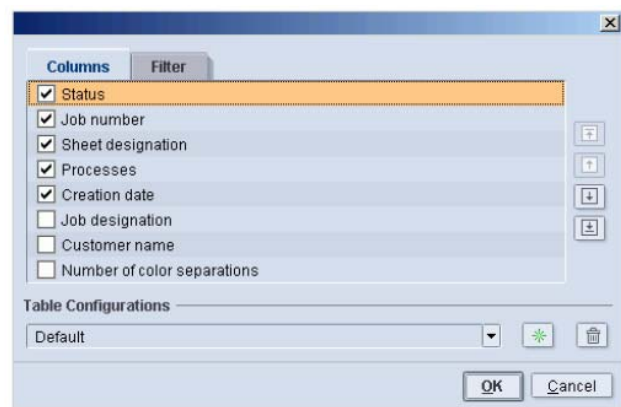 Columns Filter
Status
Job number
Sheet designation
Processes
Creation date
Job designation
Customer name
Number of color separations
Table Configurations
Default
OK Cancel